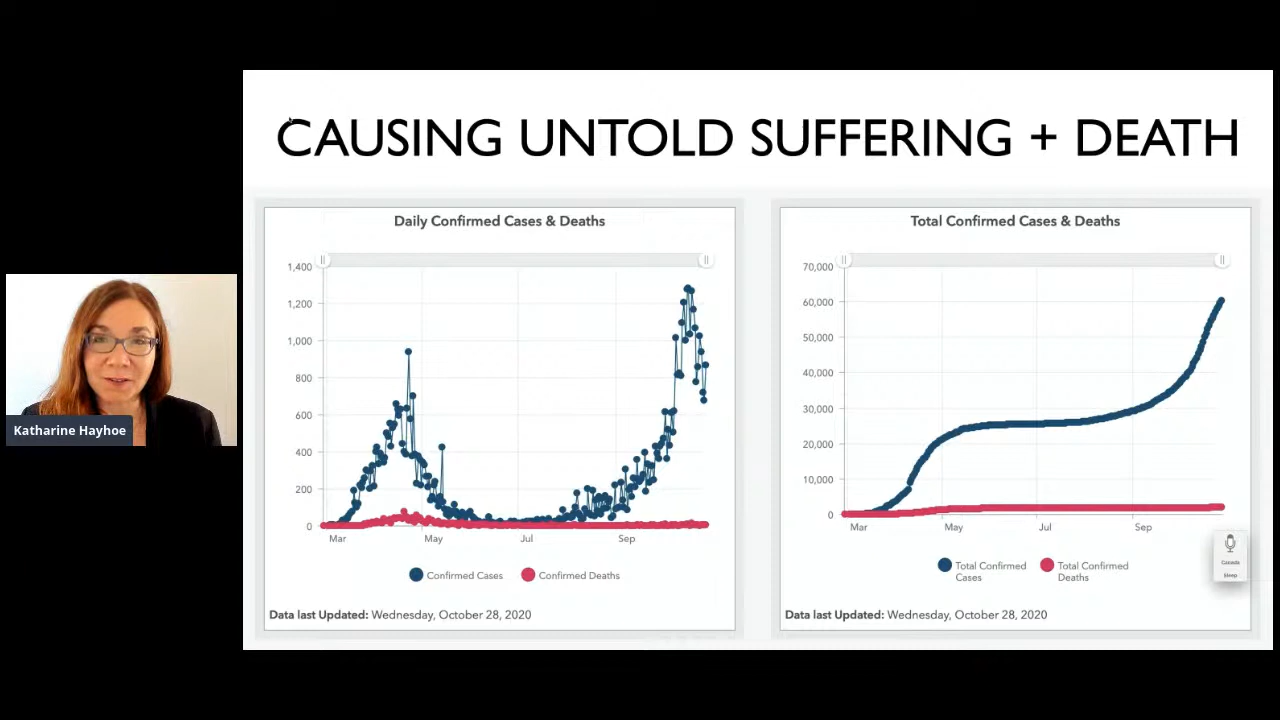 CAUSING UNTOLD SUFFERING + DEATH
Daily Confirmed Cases & Deaths
1,400
1,200
1,000
800
600
400
200
0
Mar
May
Jul
Sep
Confirmed Cases
Confirmed Deaths
Data last Updated: Wednesday, October 28, 2020
Total Confirmed Cases & Deaths
70,000
60,000
50,000
40,000
30,000
20,000
10,000
0
Mar
May
Jul
Sep
Total Confirmed
Cases
Total Confirmed
Deaths
Data last Updated: Wednesday, October 28, 2020
Canada
Sleep
Katharine Hayhoe